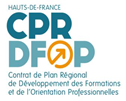 HAUTS-DE-FRANCE
CPR
DFOP
Contrat de Plan Régional
de Développement des Formations
et de l'Orientation Professionnelles